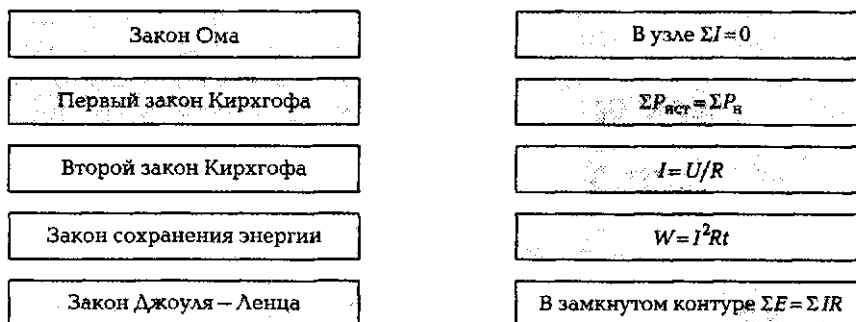 Закон Ома
В узле ΣI=0
Первый закон Кирхгофа
ΣPист=ΣPн
Второй закон Кирхгофа
I=U/R
Закон сохранения энергии
W=I²Rt
Закон Джоуля – Ленца
В замкнутом контуре ΣE=ΣIR